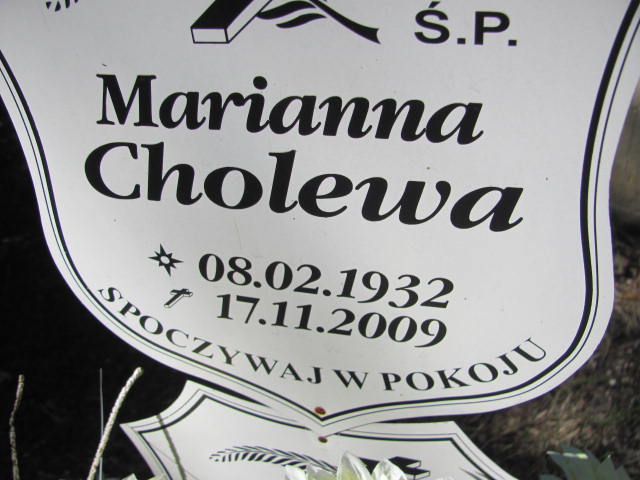 Ś.P.
Marianna
Cholewa
08.02.1932
17.11.2009
SPOCZYWAJ W POKOJU